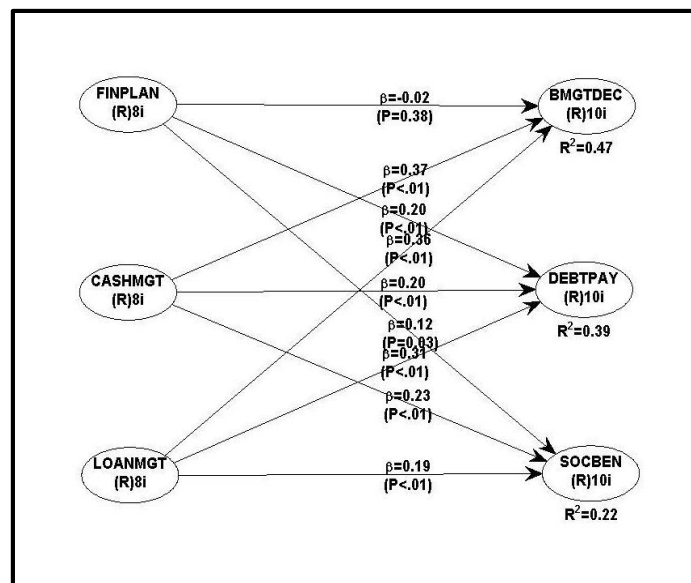 FINPLAN
(R)8i
β=-0.02
(P=0.38)
BMGTDEC
(R)10i
R²=0.47
β=0.37
(P<.01)
β=0.20
(P<.01)
β=0.36
(P<.01)
CASHMGT
(R)8i
β=0.20
(P<.01)
DEBTPAY
(R)10i
R²=0.39
β=0.12
(P=0.03)
β=0.31
(P<.01)
β=0.23
(P<.01)
LOANMGT
(R)8i
β=0.19
(P<.01)
SOCBEN
(R)10i
R²=0.22